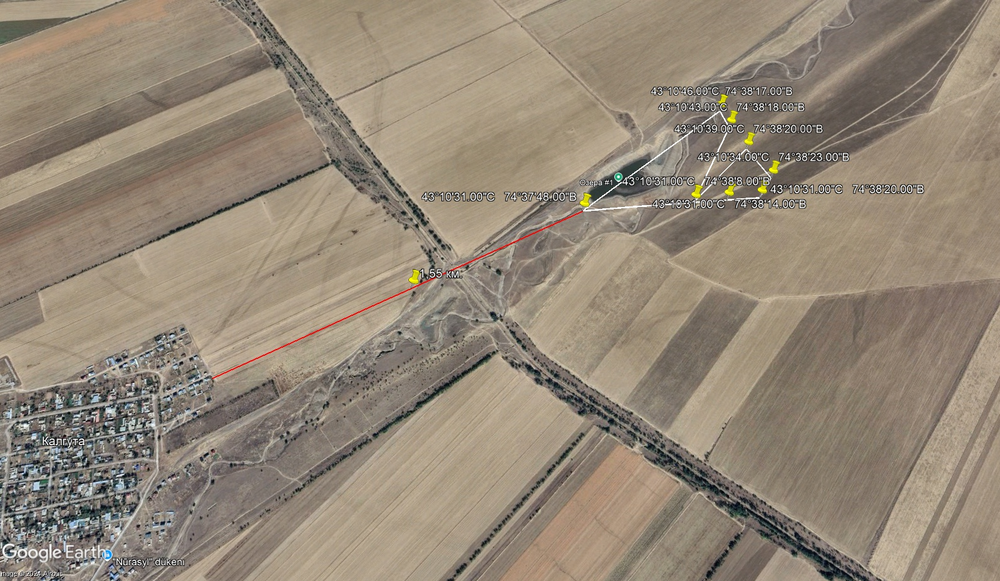 43°10'46.00"С 74°38'17.00"В
43°10'43.00"С 74°38'18.00"В
43°10'39.00"С 74°38'20.00"В
43°10'34.00"С 74°38'23.00"В
Озера #1
43°10'31.00"С 74°38'8.00"В
43°10'31.00"С 74°38'20.00"В
43°10'31.00"С 74°37'48.00"В
43°10'31.00"С 74°38'14.00"В
1,55 км.
Калгута
Google Earth
"Nūrasyl" dükenı
mage © 2024 Airbus